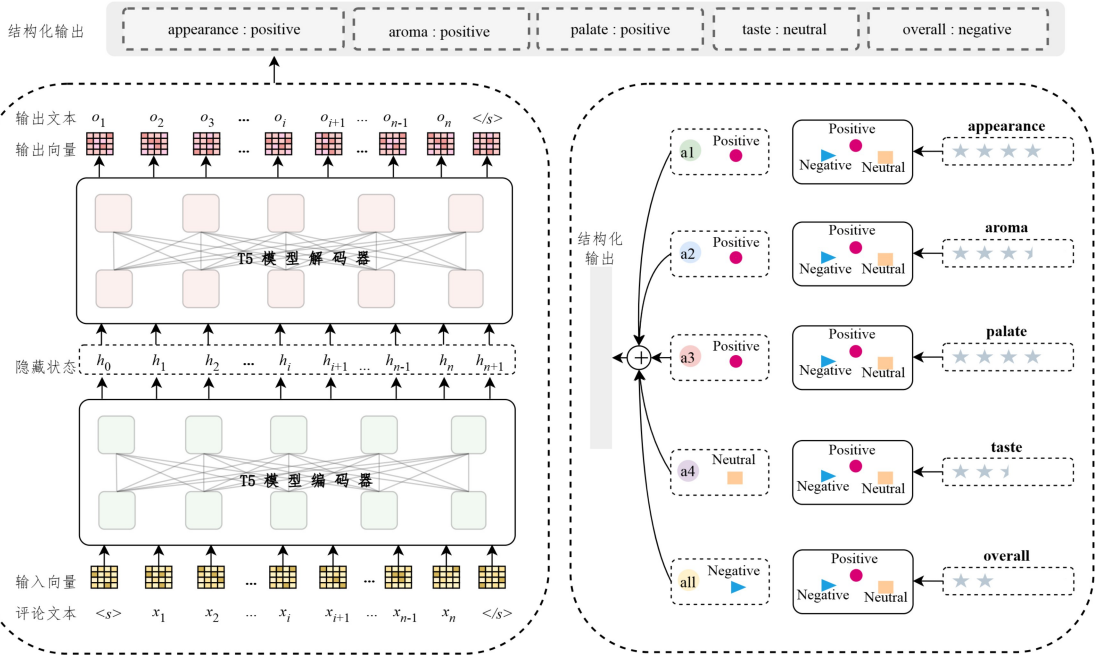 结构化输出 appearance : positive aroma : positive palate : positive taste : neutral overall : negative
输出文本 o1 o2 o3 ... oi oi+1 ... on-1 on </s>
输出向量 ... ...
T5 模型解码器
隐藏状态 h0 h1 h2 ... hi hi+1 ... hn-1 hn hn+1
T5 模型编码器
输入向量 ... ...
评论文本 <s> x1 x2 ... xi xi+1 ... xn-1 xn </s>
结构化
输出
+
a1 Positive
Positive
Negative
Neutral
appearance
a2 Positive
Positive
Negative
Neutral
aroma
a3 Positive
Positive
Negative
Neutral
palate
a4 Neutral
Positive
Negative
Neutral
taste
all Negative
Positive
Negative
Neutral
overall